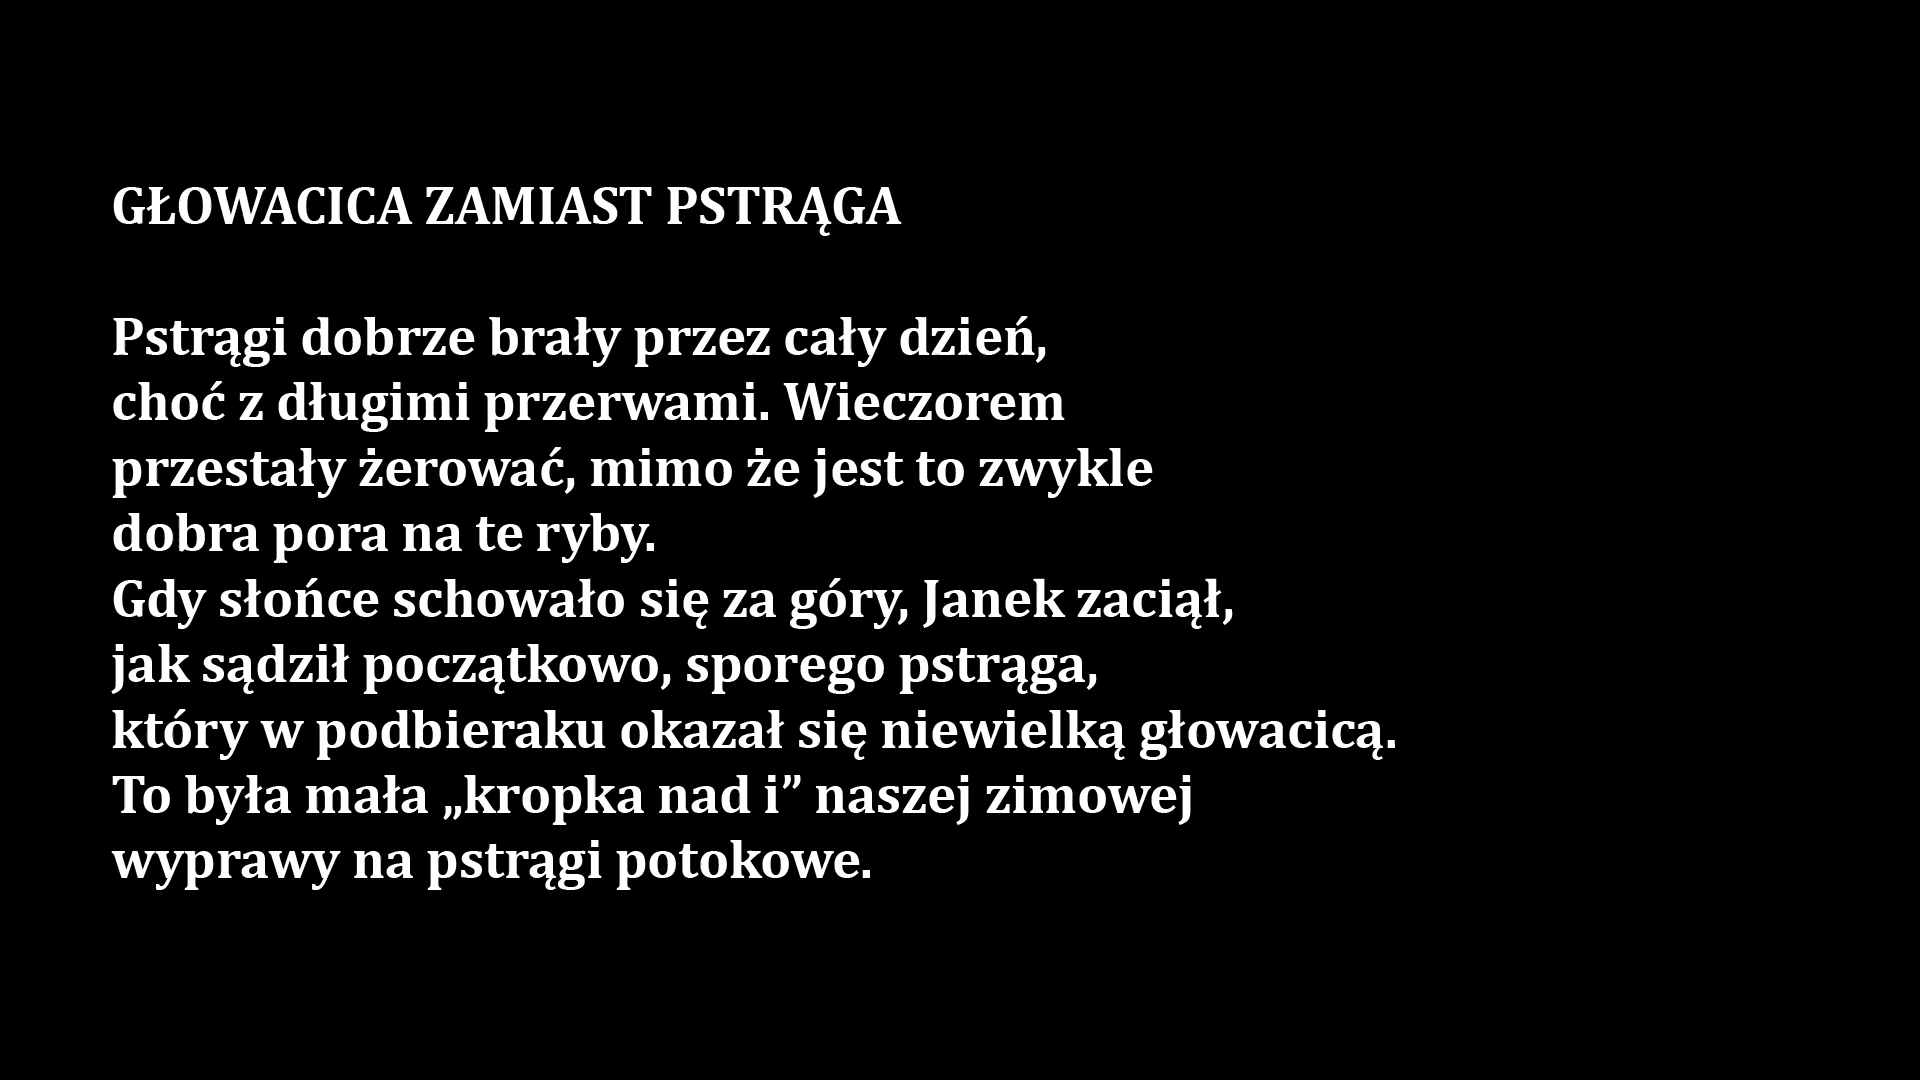 GŁOWACICA ZAMIAST PSTRĄGA
Pstrągi dobrze brały przez cały dzień,
choć z długimi przerwami. Wieczorem
przestały żerować, mimo że jest to zwykle
dobra pora na te ryby.
Gdy słońce schowało się za góry, Janek zaciął,
jak sądził początkowo, sporego pstrąga,
który w podbieraku okazał się niewielką głowacicą.
To była mała „kropka nad i” naszej zimowej
wyprawy na pstrągi potokowe.